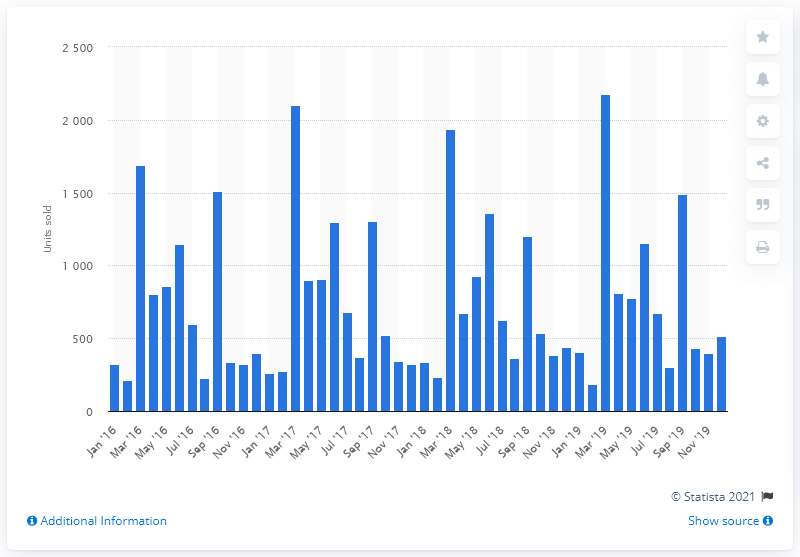 2 500
2 000
1 500
1 000
500
0
Units sold
Jan '16
Mar '16
May '16
Jul '16
Sep '16
Nov '16
Jan '17
Mar '17
May '17
Jul '17
Sep '17
Nov '17
Jan '18
Mar '18
May '18
Jul '18
Sep '18
Nov '18
Jan '19
Mar '19
May '19
Jul '19
Sep '19
Nov '19
© Statista 2021
Additional Information
Show source